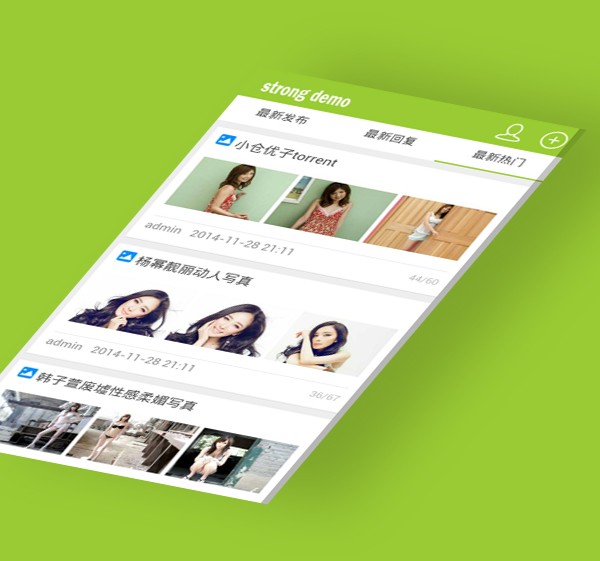 strong demo
最新发布
最新回复
最新热门
小仓优子torrent
admin 2014-11-28 21:11
44/60
杨幂靓丽动人写真
admin 2014-11-28 21:11
36/67
韩子萱废墟性感柔媚写真